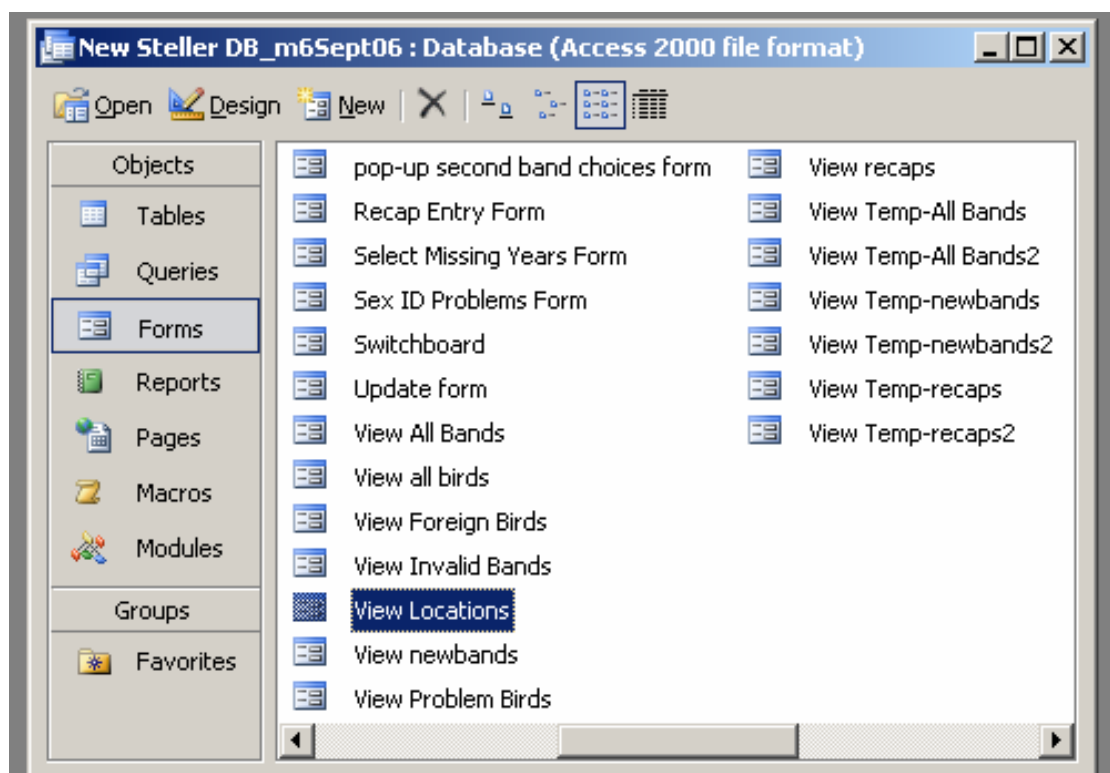 New Steller DB_m6Sept06 : Database (Access 2000 file format)
Open Design New
Objects
Tables
Queries
Forms
Reports
Pages
Macros
Modules
Groups
Favorites
pop-up second band choices form
Recap Entry Form
Select Missing Years Form
Sex ID Problems Form
Switchboard
Update form
View All Bands
View all birds
View Foreign Birds
View Invalid Bands
View Locations
View newbands
View Problem Birds
View recaps
View Temp-All Bands
View Temp-All Bands2
View Temp-newbands
View Temp-newbands2
View Temp-recaps
View Temp-recaps2